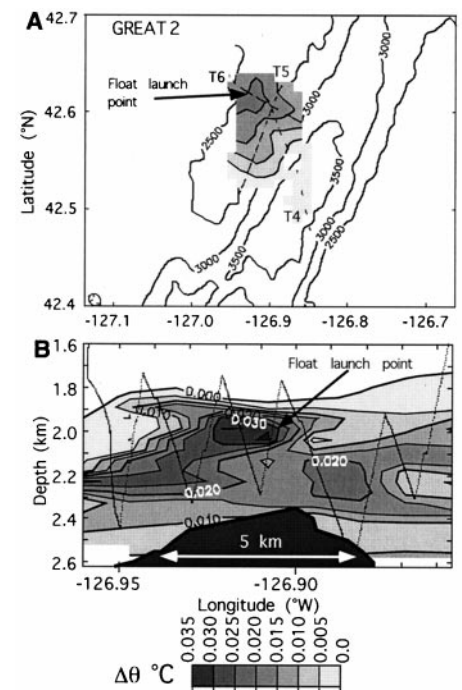 A
GREAT 2
T6
T5
Float launch
point
T4
2500
3000
3000
3500
3500
3000
2500
3000
3500
3000
42.7
42.6
42.5
42.4
Latitude (°N)
-127.1
-127.0
-126.9
-126.8
-126.7
B
Float launch point
0.000
0.010
0.030
0.020
0.020
0.010
1.6
1.8
2.0
2.2
2.4
2.6
Depth (km)
5 km
-126.95
-126.90
Longitude (°W)
Δθ °C
0.035
0.030
0.025
0.020
0.015
0.010
0.005
0.0